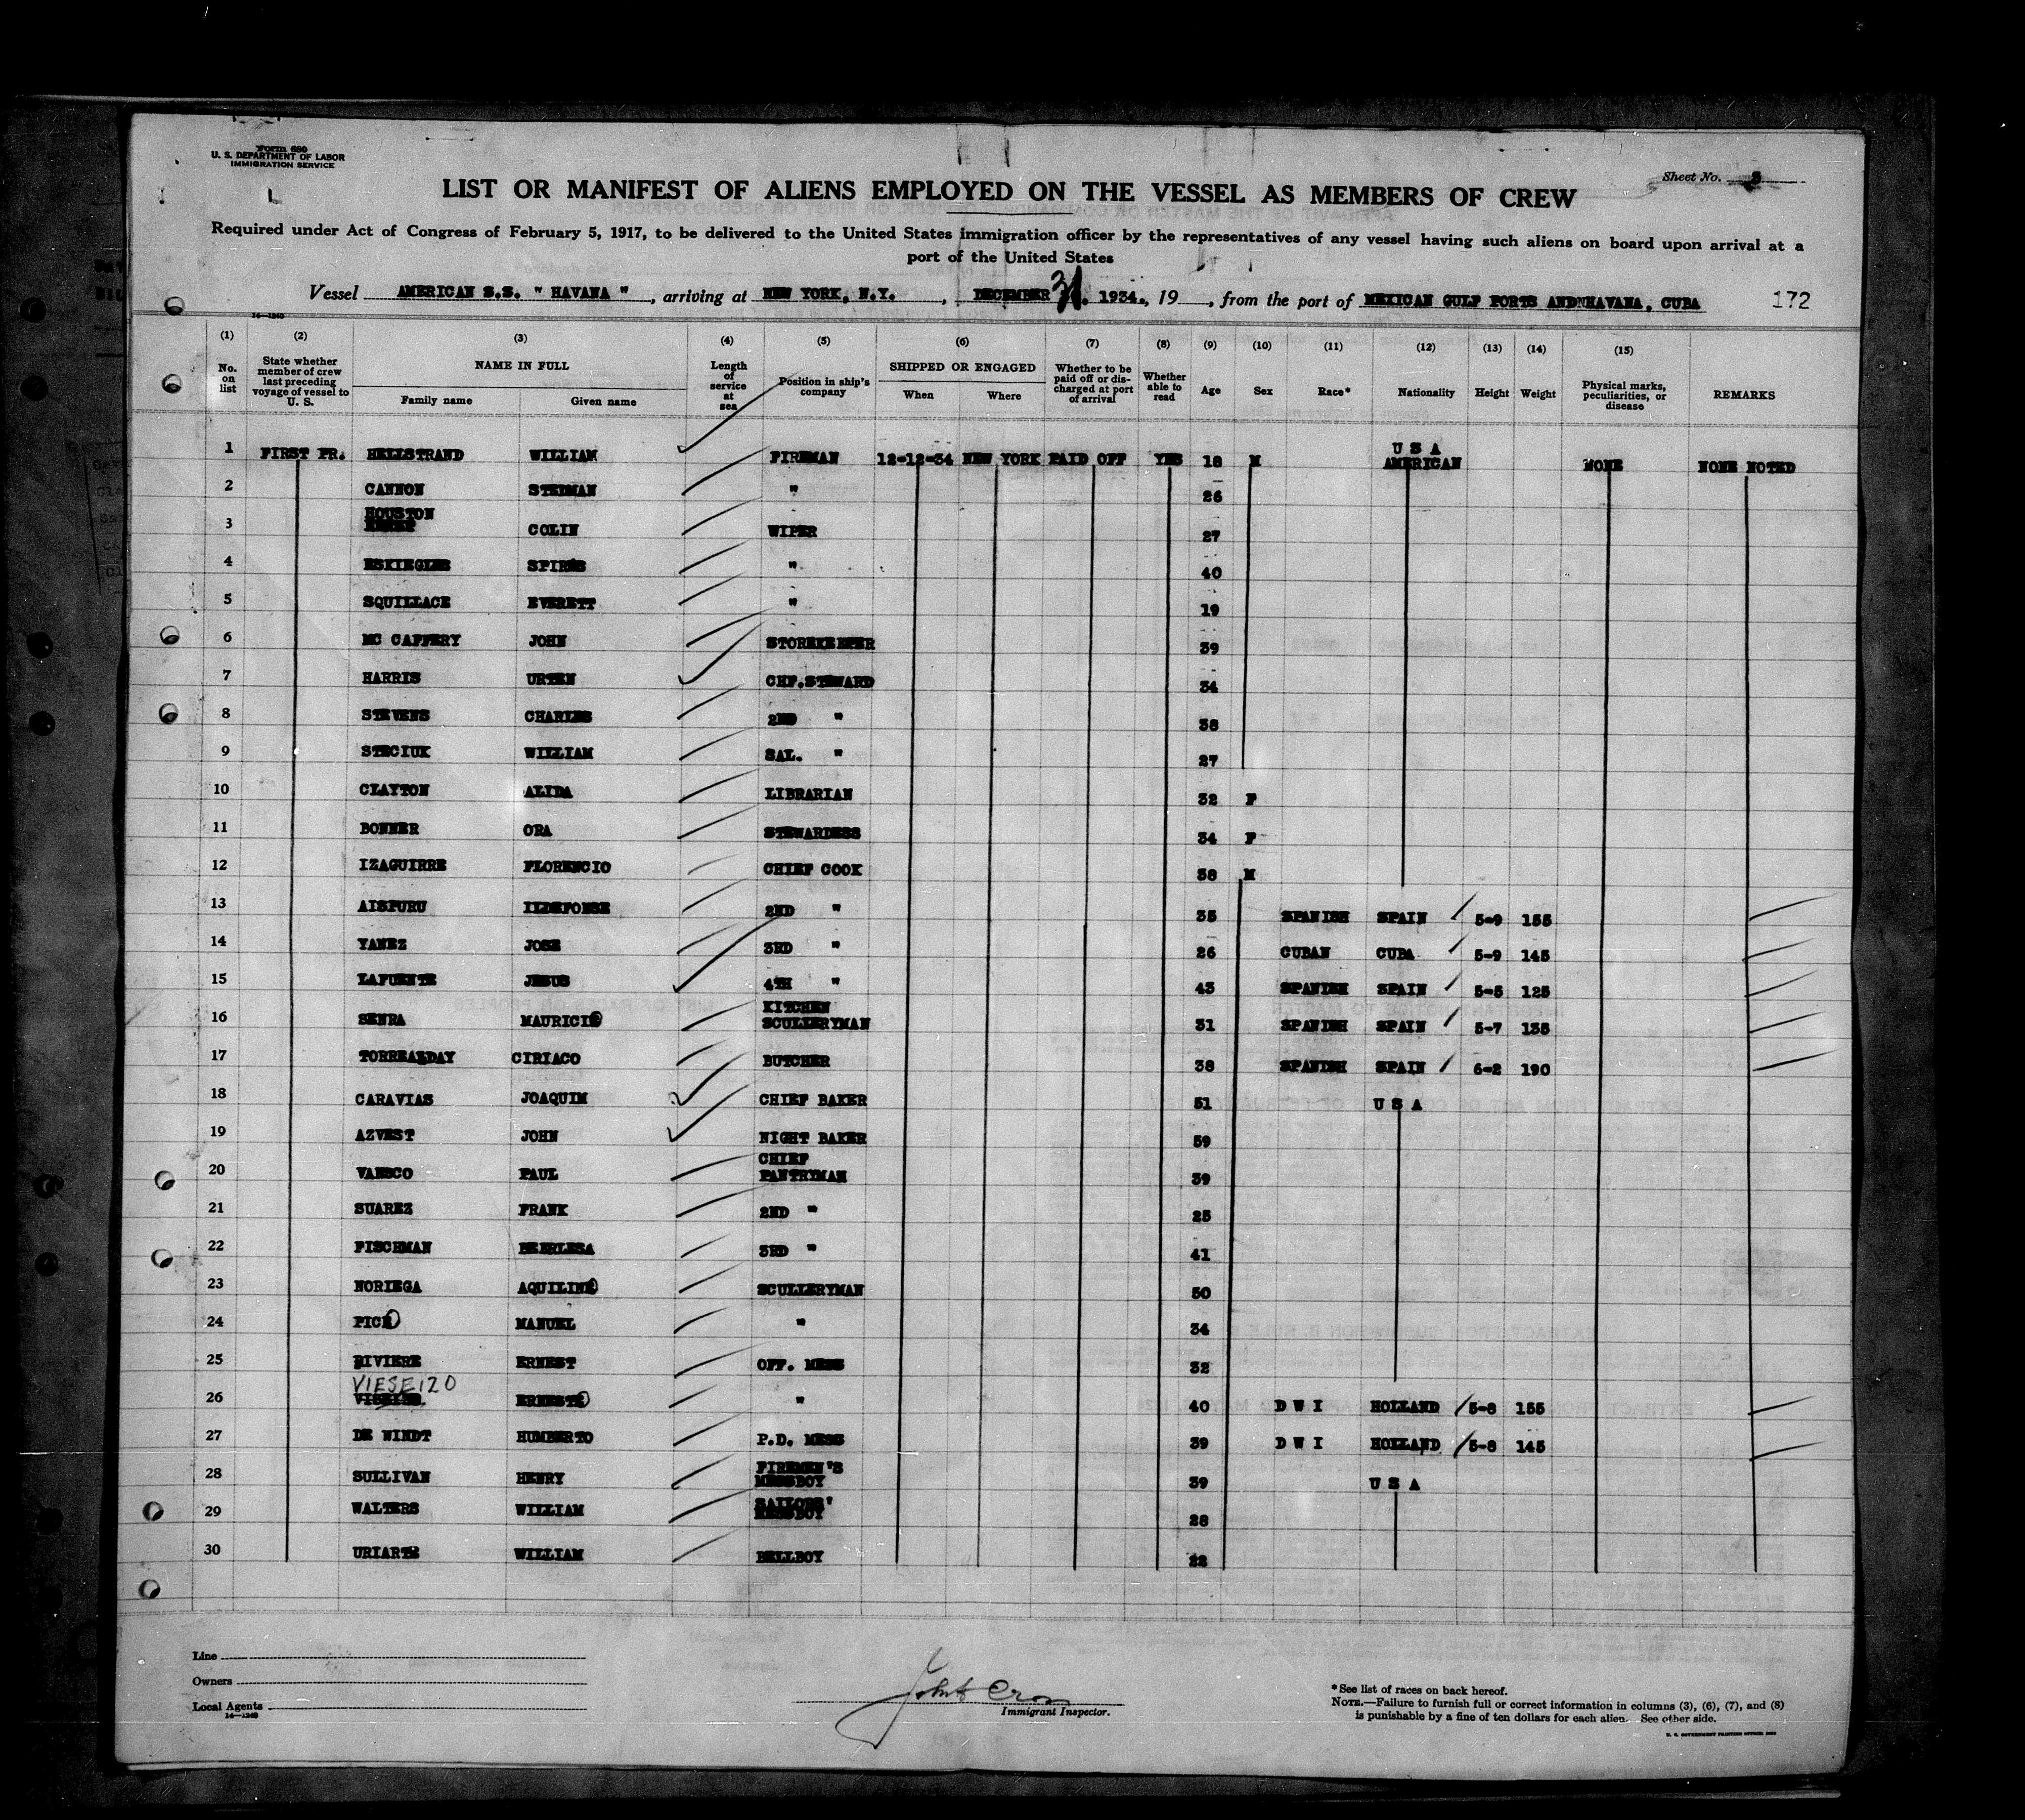 Form 680
U. S. DEPARTMENT OF LABOR
IMMIGRATION SERVICE
Sheet No. 3
LIST OR MANIFEST OF ALIENS EMPLOYED ON THE VESSEL AS MEMBERS OF CREW
Required under Act of Congress of February 5, 1917, to be delivered to the United States immigration officer by the representatives of any vessel having such aliens on board upon arrival at a
port of the United States
Vessel AMERICAN S.S. " HAVANA ", arriving at NEW YORK, N.Y., DECEMBER 31. 1934., 19 , from the port of MEXICAN GULF PORTS AND HAVANA, CUBA 172
14—1240
(1) (2) (3) (4) (5) (6) (7) (8) (9) (10) (11) (12) (13) (14) (15)
No. on list State whether member of crew last preceding voyage of vessel to U. S. NAME IN FULL Family name Given name Length of service at sea Position in ship's company SHIPPED OR ENGAGED When Where Whether to be paid off or discharged at port of arrival Whether able to read Age Sex Race* Nationality Height Weight Physical marks, peculiarities, or disease REMARKS
1 FIRST PR. HELLSTRAND WILLIAM FIREMAN 12-12-34 NEW YORK PAID OFF YES 18 M U S A AMERICAN NONE NONE NOTED
2 CANNON STEDMAN " 26
3 HOUSTON COLIN WIPER 27
4 ESKIEGLES SPIRES " 40
5 SQUILLACE EVERETT " 19
6 MC CAFFERY JOHN STOREKEEPER 39
7 HARRIS URTEN CHF.STEWARD 34
8 STEVENS CHARLES 2ND " 38
9 STECIUK WILLIAM SAL. " 27
10 CLAYTON ALIDA LIBRARIAN 32 F
11 BONNER ORA STEWARDESS 34 F
12 IZAGUIRRE FLORENCIO CHIEF COOK 38 M
13 AISPURU ILDEFONSE 2ND " 35 SPANISH SPAIN 5-9 155
14 YANEZ JOSE 3RD " 26 CUBAN CUBA 5-9 145
15 LAFUENTE JESUS 4TH " 43 SPANISH SPAIN 5-5 125
16 SENRA MAURICIO KITCHEN SCULLERYMAN 31 SPANISH SPAIN 5-7 135
17 TORREALDAY CIRIACO BUTCHER 38 SPANISH SPAIN 6-2 190
18 CARAVIAS JOAQUIM CHIEF BAKER 51 U S A
19 AZVEST JOHN NIGHT BAKER 59
20 VAESCO PAUL CHIEF PANTRYMAN 39
21 SUAREZ FRANK 2ND " 25
22 FISCHMAN BEERLESA 3RD " 41
23 NORIEGA AQUILINO SCULLERYMAN 50
24 PICO MANUEL " 34
25 RIVIERE ERNEST OFF. MESS 32
26 VIESEIZO ERNESTO " 40 D W I HOLLAND 5-8 155
27 DE WINDT HUMBERTO P.D. MESS 39 D W I HOLLAND 5-8 145
28 SULLIVAN HENRY FIREMEN'S MESSBOY 39 U S A
29 WALTERS WILLIAM SAILORS' MESSBOY 28
30 URIARTE WILLIAM BELLBOY 22
Line
Owners
Local Agents
14—1240
Immigrant Inspector.
*See list of races on back hereof.
NOTE.—Failure to furnish full or correct information in columns (3), (6), (7), and (8)
is punishable by a fine of ten dollars for each alien. See other side.